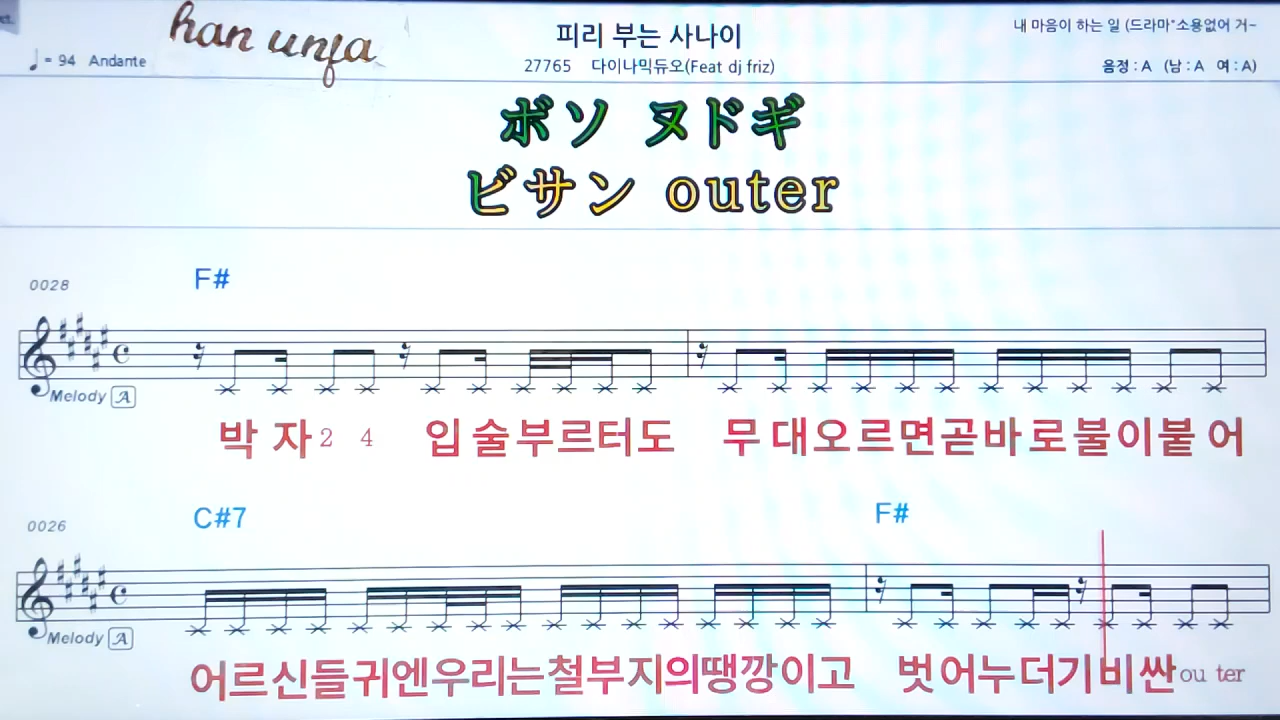 han unfa
피리 부는 사나이
내 마음이 하는 일 (드라마"소용없어 거~
♩= 94 Andante
27765 다이나믹듀오(Feat dj friz)
음정 : A (남 : A 여 : A)
ボソ ヌドギ
ビサン outer
0028
F#
Melody A
박 자 2 4 입 술부르터도 무 대오르면곧바로불이붙 어
0026
C#7 F#
Melody A
어르신들귀엔우리는철부지의땡깡이고 벗어누더기비싼ou ter